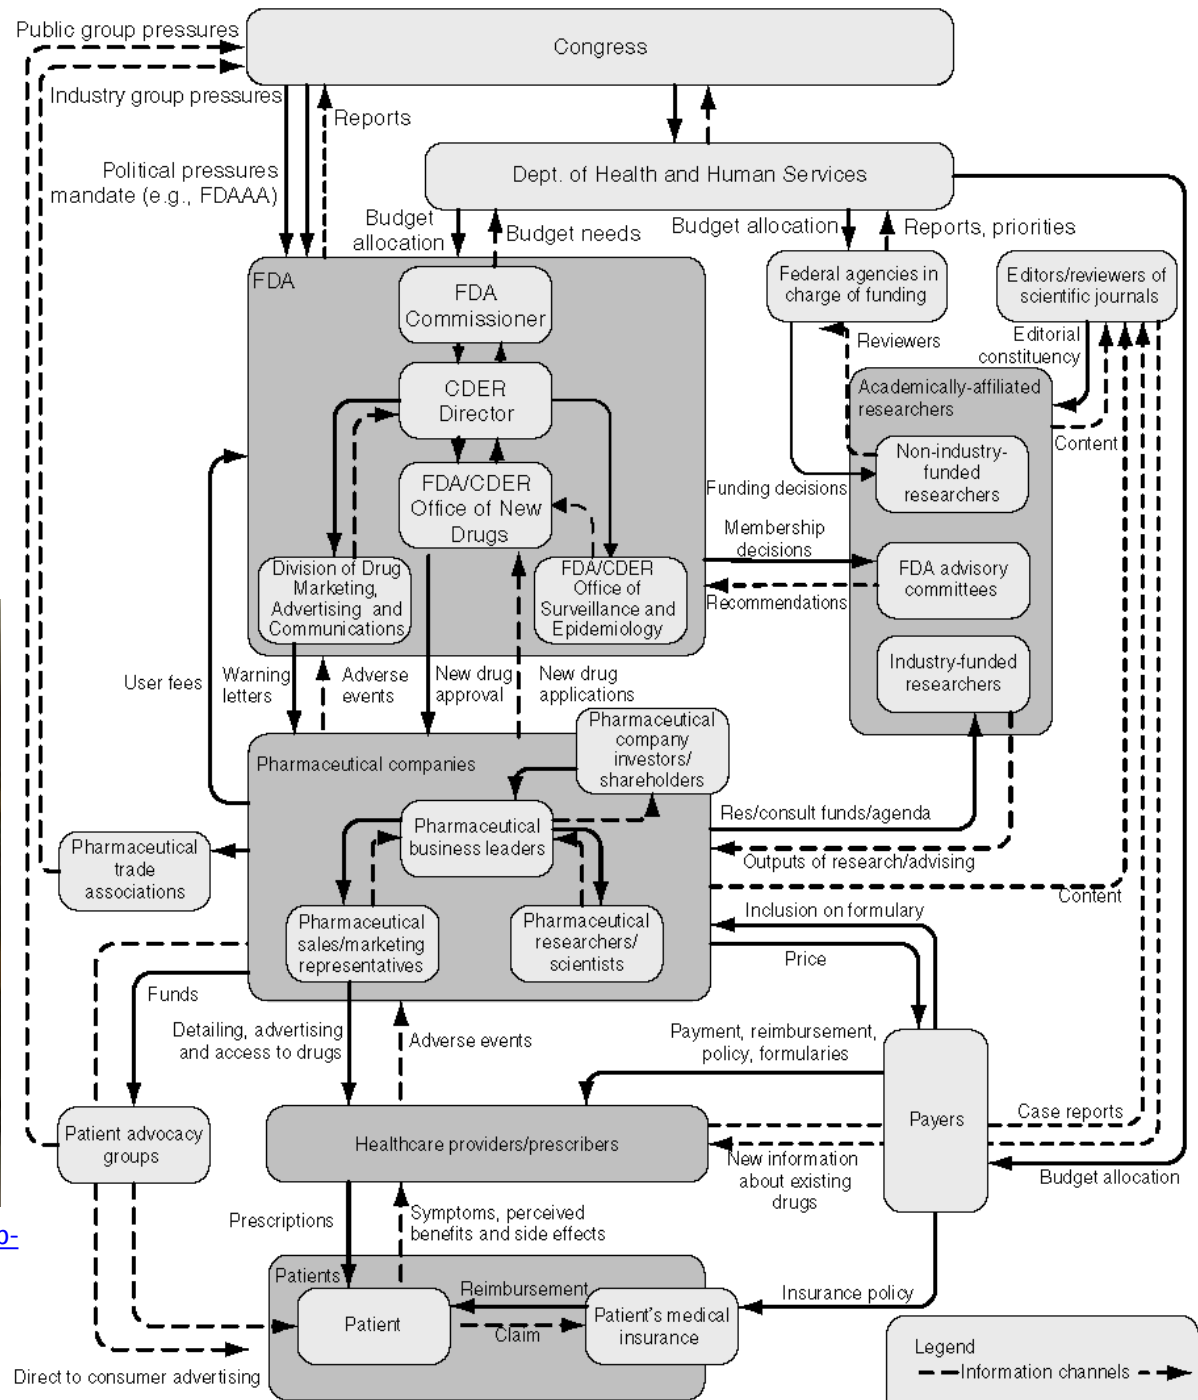 Public group pressures
Congress
Industry group pressures
Reports
Political pressures
mandate (e.g., FDAAA)
Dept. of Health and Human Services
Budget
allocation
Budget needs
Budget allocation
Reports, priorities
FDA
FDA
Commissioner
Federal agencies in
charge of funding
Editors/reviewers of
scientific journals
Reviewers
Editorial
constituency
CDER
Director
Academically-affiliated
researchers
Content
Non-industry-
funded
researchers
FDA/CDER
Office of New
Drugs
Funding decisions
Membership
decisions
Division of Drug
Marketing,
Advertising and
Communications
FDA/CDER
Office of
Surveillance and
Epidemiology
FDA advisory
committees
Recommendations
Industry-funded
researchers
User fees
Warning
letters
Adverse
events
New drug
approval
New drug
applications
Pharmaceutical
company
investors/
shareholders
Pharmaceutical companies
Pharmaceutical
business leaders
Res/consult funds/agenda
Pharmaceutical
trade
associations
Outputs of research/advising
Content
Inclusion on formulary
Pharmaceutical
sales/marketing
representatives
Pharmaceutical
researchers/
scientists
Price
Funds
Detailing, advertising
and access to drugs
Adverse events
Payment, reimbursement,
policy, formularies
Payers
Case reports
Patient advocacy
groups
Healthcare providers/prescribers
New information
about existing
drugs
Budget allocation
Prescriptions
Symptoms, perceived
benefits and side effects
Patients
Reimbursement
Insurance policy
Patient
Claim
Patient's medical
insurance
Direct to consumer advertising
Legend
Information channels